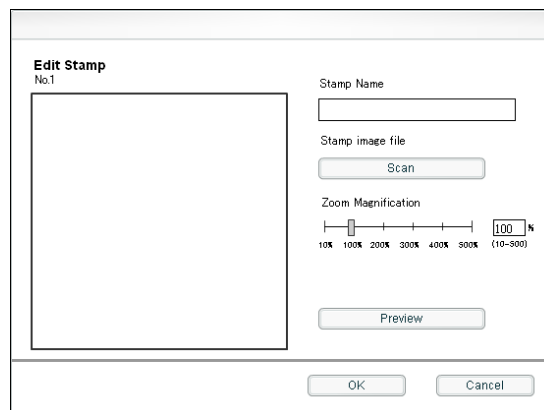 Edit Stamp
No.1
Stamp Name
Stamp image file
Scan
Zoom Magnification
10% 100% 200% 300% 400% 500%
100 %
(10-500)
Preview
OK Cancel